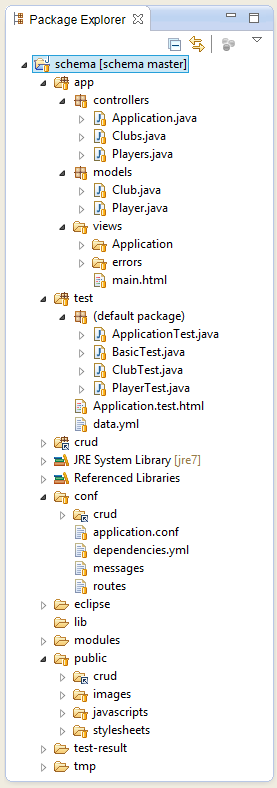 Package Explorer
schema [schema master]
app
controllers
Application.java
Clubs.java
Players.java
models
Club.java
Player.java
views
Application
errors
main.html
test
(default package)
ApplicationTest.java
BasicTest.java
ClubTest.java
PlayerTest.java
Application.test.html
data.yml
crud
JRE System Library [jre7]
Referenced Libraries
conf
crud
application.conf
dependencies.yml
messages
routes
eclipse
lib
modules
public
crud
images
javascripts
stylesheets
test-result
tmp